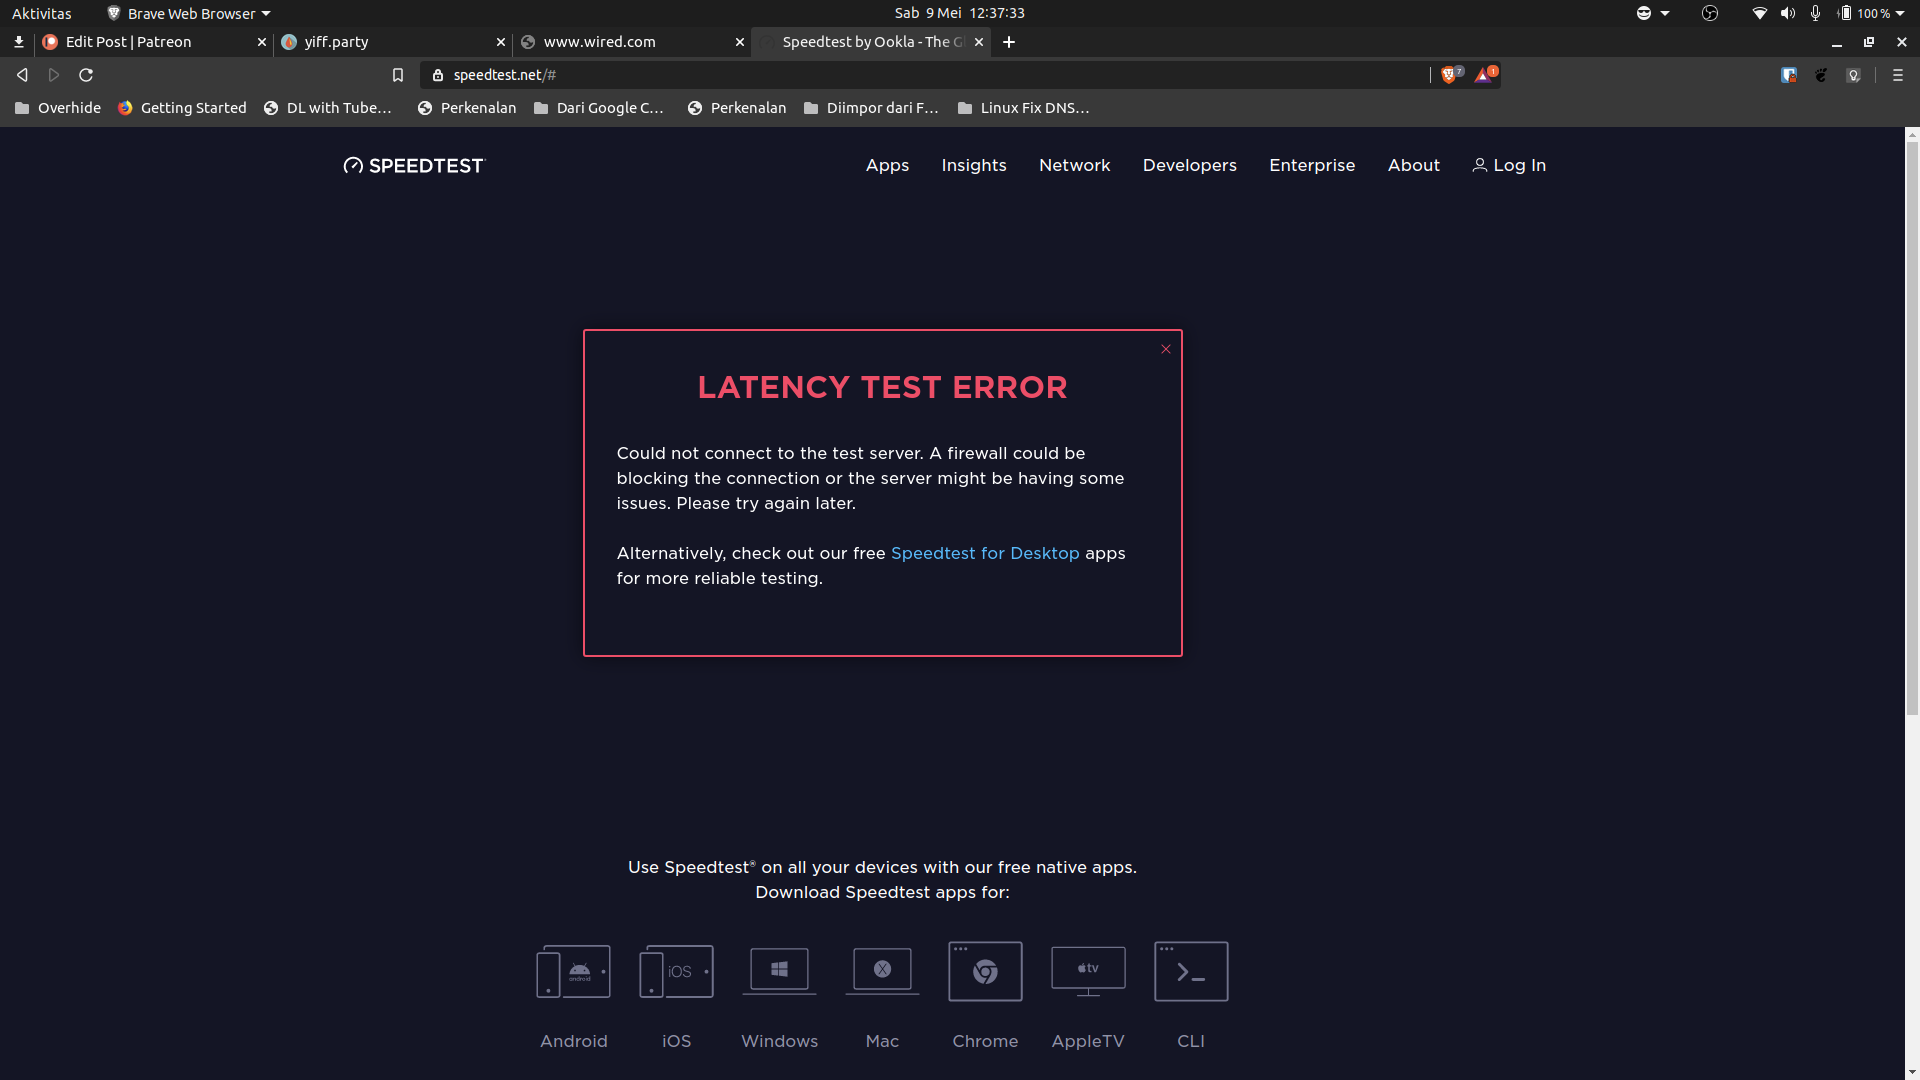 Aktivitas
Brave Web Browser
Sab 9 Mei 12:37:33
100 %
Edit Post | Patreon
yiff.party
www.wired.com
Speedtest by Ookla - The G
speedtest.net/#
7
1
Overhide
Getting Started
DL with Tube...
Perkenalan
Dari Google C...
Perkenalan
Diimpor dari F...
Linux Fix DNS...
SPEEDTEST
Apps
Insights
Network
Developers
Enterprise
About
Log In
LATENCY TEST ERROR
Could not connect to the test server. A firewall could be
blocking the connection or the server might be having some
issues. Please try again later.
Alternatively, check out our free Speedtest for Desktop apps
for more reliable testing.
Use Speedtest® on all your devices with our free native apps.
Download Speedtest apps for:
android
iOS
X
tv
Android
iOS
Windows
Mac
Chrome
AppleTV
CLI